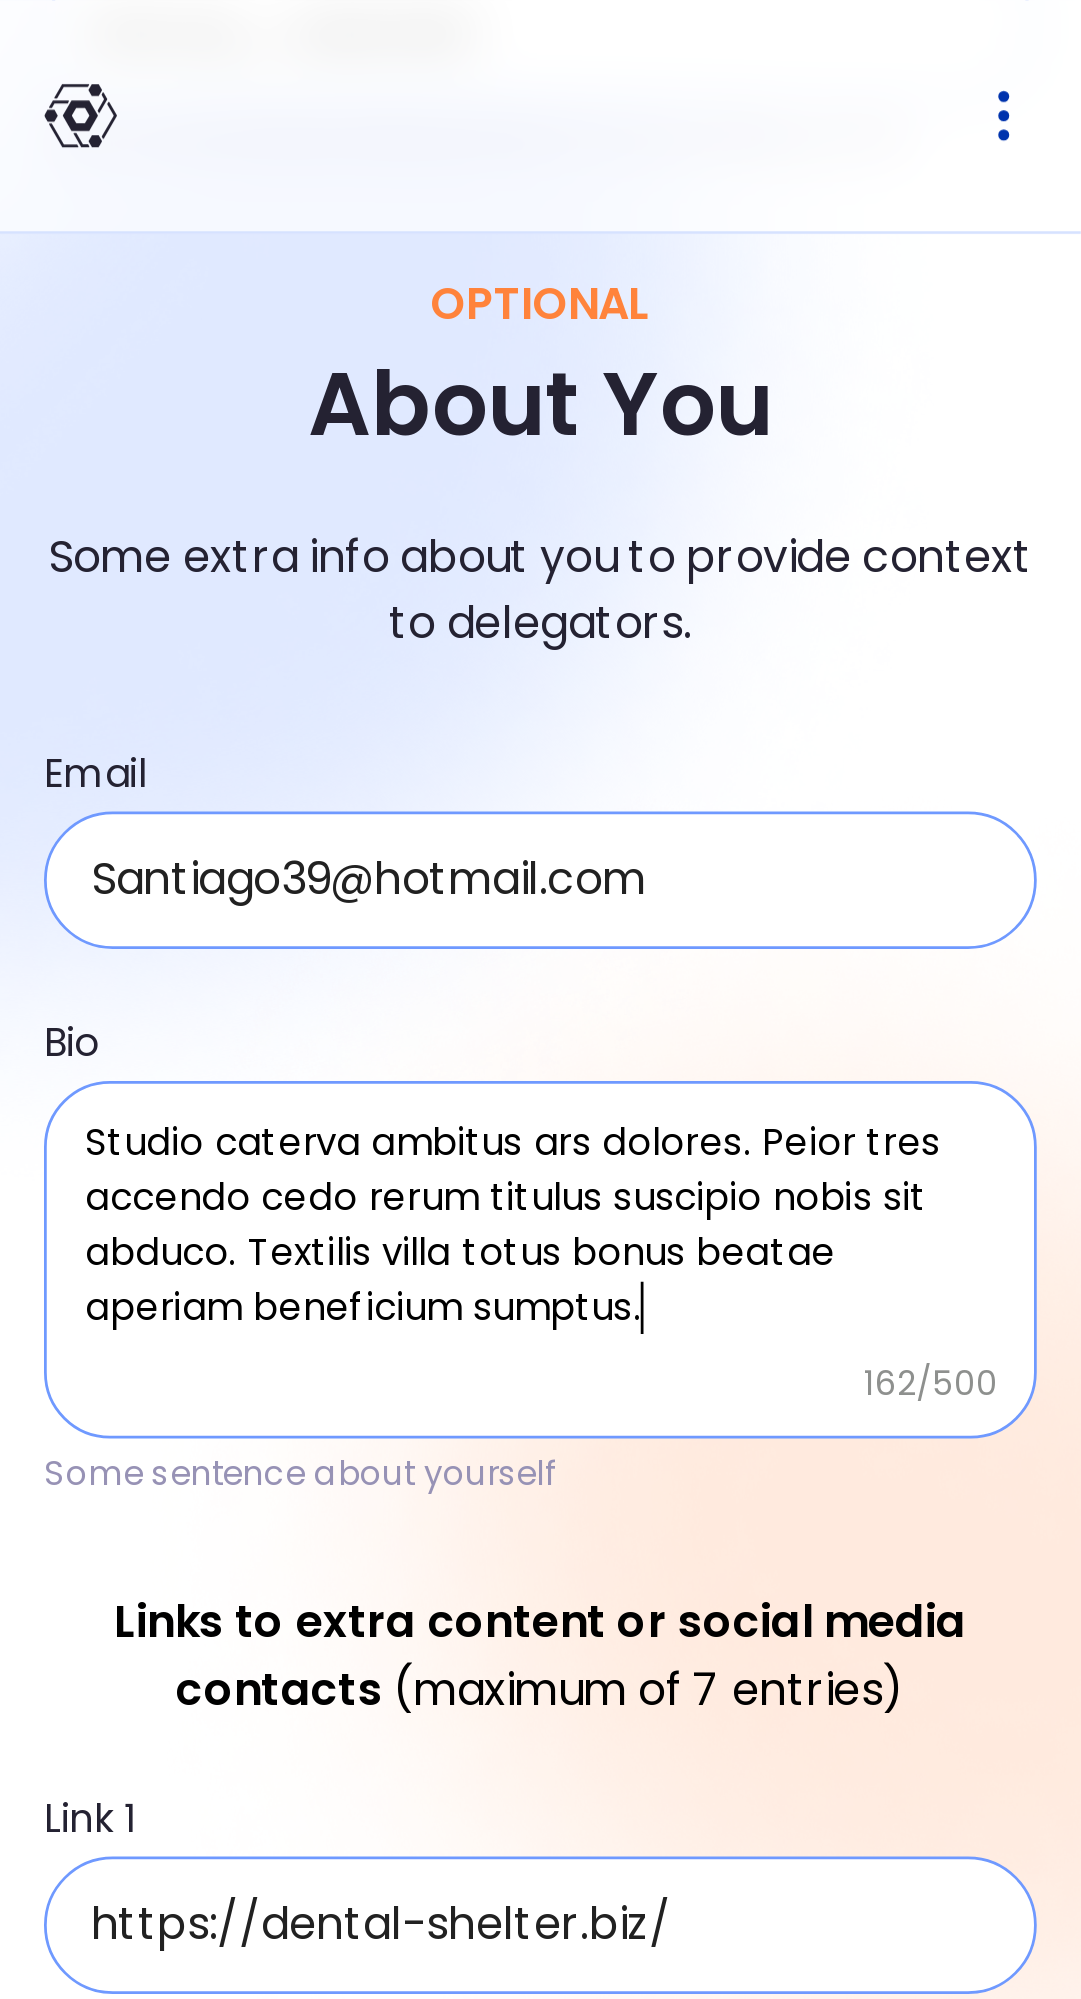 OPTIONAL
About You
Some extra info about you to provide context
to delegators.
Email
Santiago39@hotmail.com
Bio
Studio caterva ambitus ars dolores. Peior tres
accendo cedo rerum titulus suscipio nobis sit
abduco. Textilis villa totus bonus beatae
aperiam beneficium sumptus.
162/500
Some sentence about yourself
Links to extra content or social media
contacts (maximum of 7 entries)
Link 1
https://dental-shelter.biz/